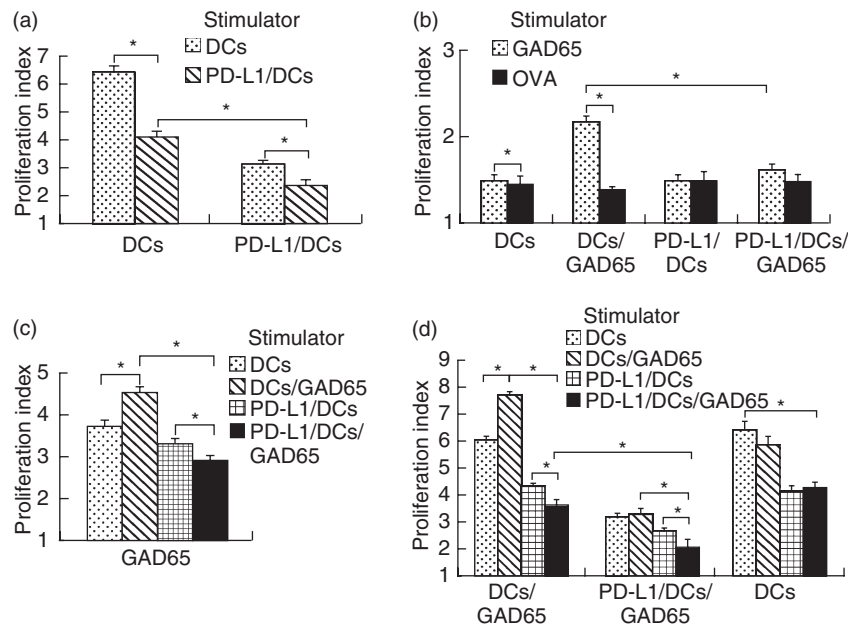 (a)
Stimulator
DCs
PD-L1/DCs
Proliferation index
7
6
5
4
3
2
1
*
*
*
DCs
PD-L1/DCs
(b)
Stimulator
GAD65
OVA
Proliferation index
3
2
1
*
*
*
DCs
DCs/
GAD65
PD-L1/
DCs
PD-L1/DCs/
GAD65
(c)
Stimulator
DCs
DCs/GAD65
PD-L1/DCs
PD-L1/DCs/
GAD65
Proliferation index
5
4
3
2
1
*
*
*
GAD65
(d)
Stimulator
DCs
DCs/GAD65
PD-L1/DCs
PD-L1/DCs/GAD65
Proliferation index
9
8
7
6
5
4
3
2
1
*
*
*
*
*
*
*
DCs/
GAD65
PD-L1/DCs/
GAD65
DCs